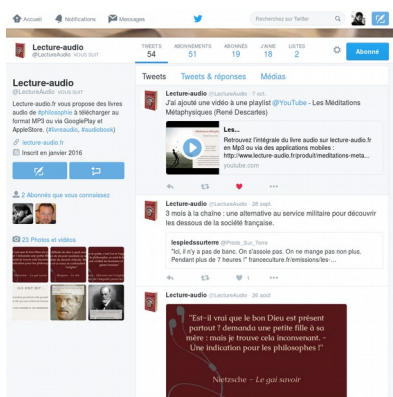 Accueil
Notifications
Messages
Recherchez sur Twitter
Lecture-audio
@LectureAudio VOUS SUIT
TWEETS
54
ABONNEMENTS
51
ABONNÉS
19
J'AIME
18
LISTES
2
Abonné
Lecture-audio
@LectureAudio VOUS SUIT
Lecture-audio.fr vous propose des livres
audio de #philosophie à télécharger au
format MP3 ou via GooglePlay et
AppleStore. (#livreaudio, #audiobook)
lecture-audio.fr
Inscrit en janvier 2016
2 Abonnés que vous connaissez
23 Photos et vidéos
Tweets
Tweets & réponses
Médias
Lecture-audio @LectureAudio · 7 oct.
J'ai ajouté une vidéo à une playlist @YouTube - Les Méditations
Métaphysiques (René Descartes)
Les...
Retrouvez l'intégrale du livre audio sur lecture-audio.fr
en Mp3 ou via des applications mobiles :
http://www.lecture-audio.fr/produit/meditations-meta...
youtube.com
Lecture-audio @LectureAudio · 28 sept.
3 mois à la chaîne : une alternative au service militaire pour découvrir
les dessous de la société française.
lespiedssurterre @Pieds_Sur_Terre
"Ici, il n'y a pas de banc. On s'assoie pas. On ne mange pas non plus.
Pendant plus de 7 heures !" franceculture.fr/emissions/les-...
1
Lecture-audio @LectureAudio · 26 août
"Est-il vrai que le bon Dieu est présent
partout ? demanda une petite fille à sa
mère : mais je trouve cela inconvenant. -
Une indication pour les philosophes !"
Nietzsche - Le gai savoir